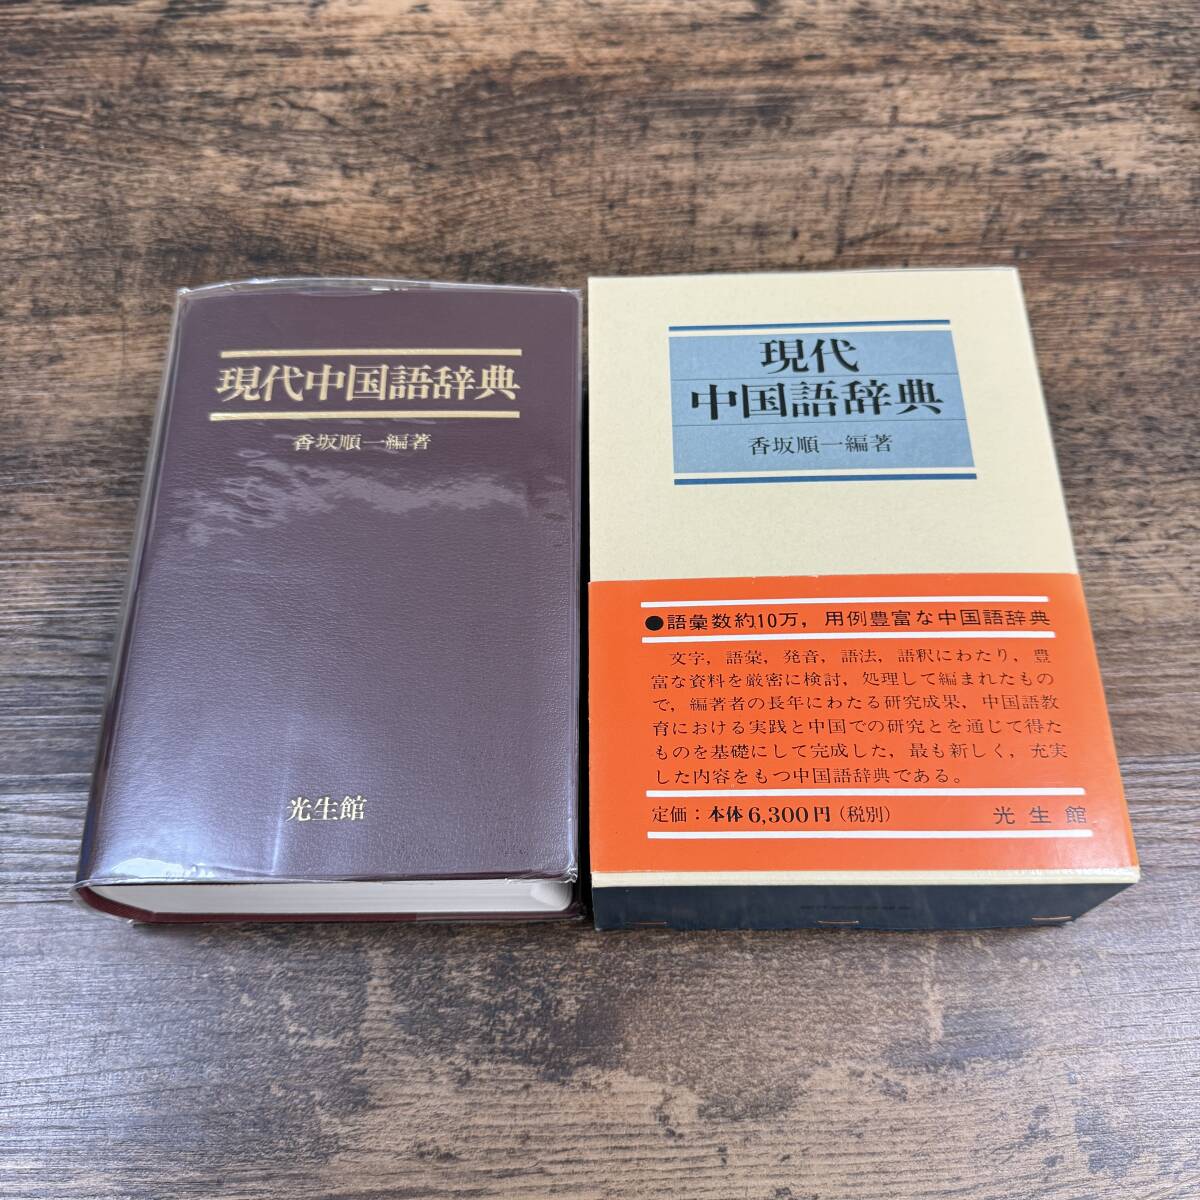 現代中国語辞典
香坂順一編著
光生館
現代
中国語辞典
香坂順一編著
●語彙数約10万，用例豊富な中国語辞典
文字，語彙，発音，語法，語釈にわたり，豊
富な資料を厳密に検討，処理して編まれたもの
で，編著者の長年にわたる研究成果，中国語教
育における実践と中国での研究とを通じて得た
ものを基礎にして完成した，最も新しく，充実
した内容をもつ中国語辞典である。
定価：本体6,300円（税別） 光生館